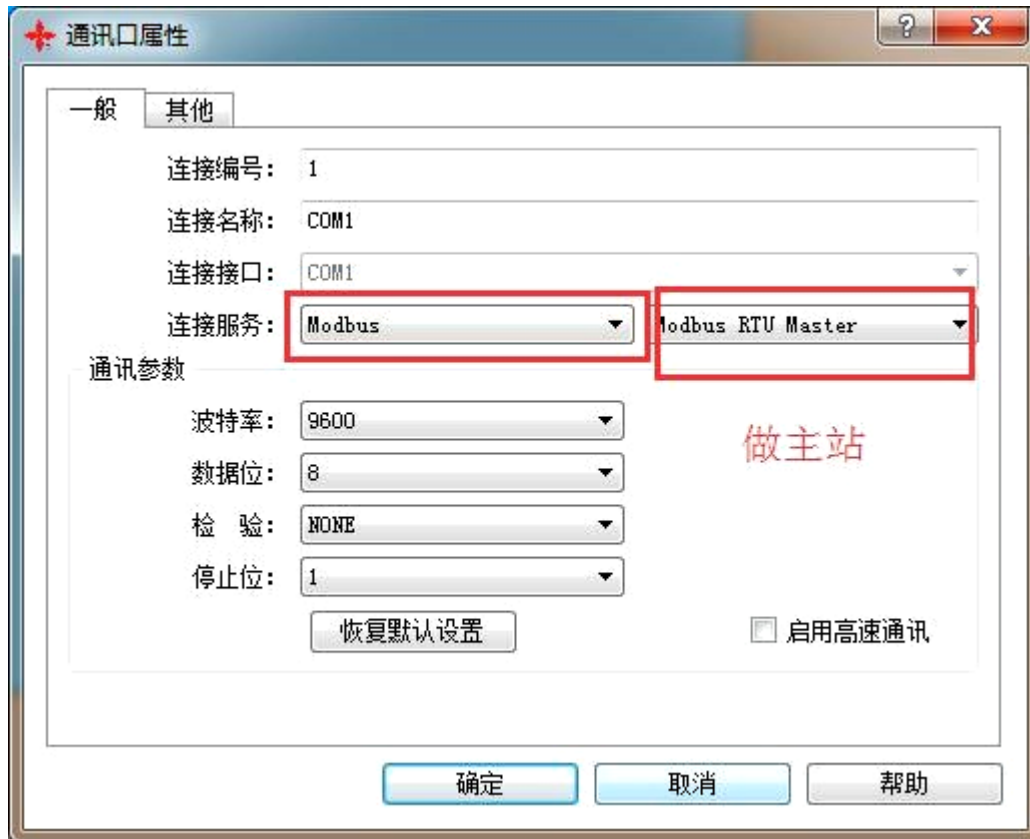 通讯口属性
一般 其他
连接编号： 1
连接名称： COM1
连接接口： COM1
连接服务： Modbus Modbus RTU Master
通讯参数
波特率： 9600
做主站
数据位： 8
检 验： NONE
停止位： 1
恢复默认设置 启用高速通讯
确定 取消 帮助